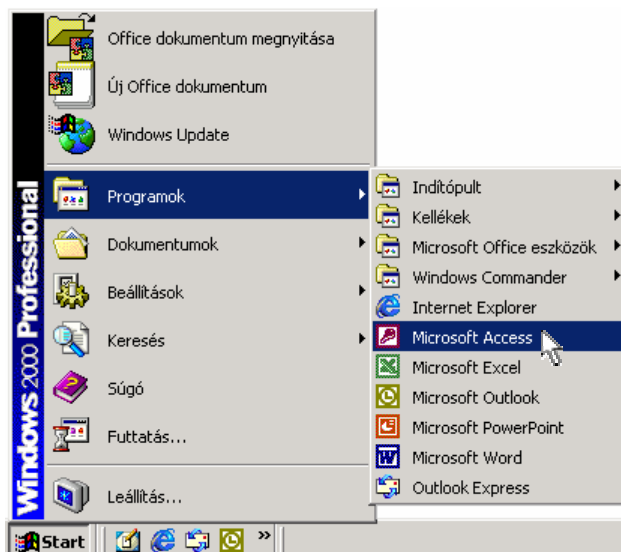 Office dokumentum megnyitása
Új Office dokumentum
Windows Update
Programok
Dokumentumok
Beállítások
Keresés
Súgó
Futtatás...
Leállítás...
Windows 2000 Professional
Indítópult
Kellékek
Microsoft Office eszközök
Windows Commander
Internet Explorer
Microsoft Access
Microsoft Excel
Microsoft Outlook
Microsoft PowerPoint
Microsoft Word
Outlook Express
Start